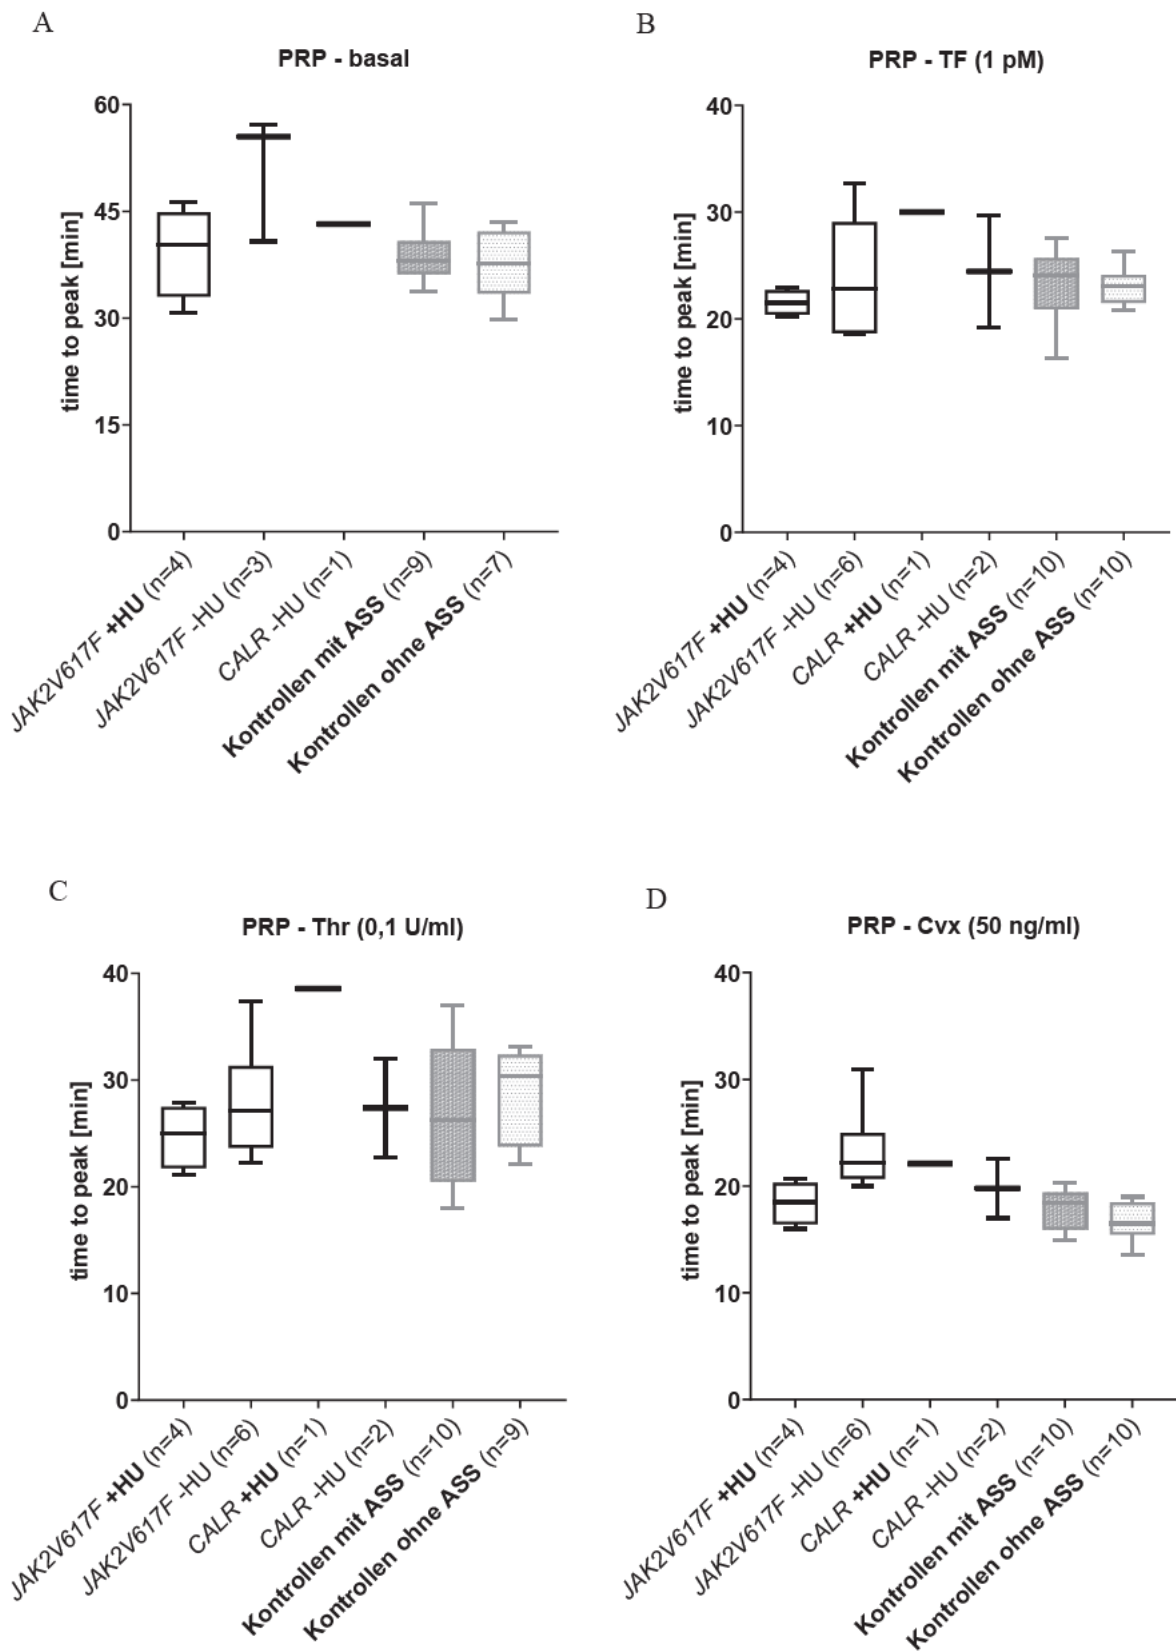 A
PRP - basal
time to peak [min]
60
45
30
15
0
JAK2V617F +HU (n=4)
JAK2V617F -HU (n=3)
CALR -HU (n=1)
Kontrollen mit ASS (n=9)
Kontrollen ohne ASS (n=7)
B
PRP - TF (1 pM)
time to peak [min]
40
30
20
10
0
JAK2V617F +HU (n=4)
JAK2V617F -HU (n=6)
CALR +HU (n=1)
CALR -HU (n=2)
Kontrollen mit ASS (n=10)
Kontrollen ohne ASS (n=10)
C
PRP - Thr (0,1 U/ml)
time to peak [min]
40
30
20
10
0
JAK2V617F +HU (n=4)
JAK2V617F -HU (n=6)
CALR +HU (n=1)
CALR -HU (n=2)
Kontrollen mit ASS (n=10)
Kontrollen ohne ASS (n=9)
D
PRP - Cvx (50 ng/ml)
time to peak [min]
40
30
20
10
0
JAK2V617F +HU (n=4)
JAK2V617F -HU (n=6)
CALR +HU (n=1)
CALR -HU (n=2)
Kontrollen mit ASS (n=10)
Kontrollen ohne ASS (n=10)